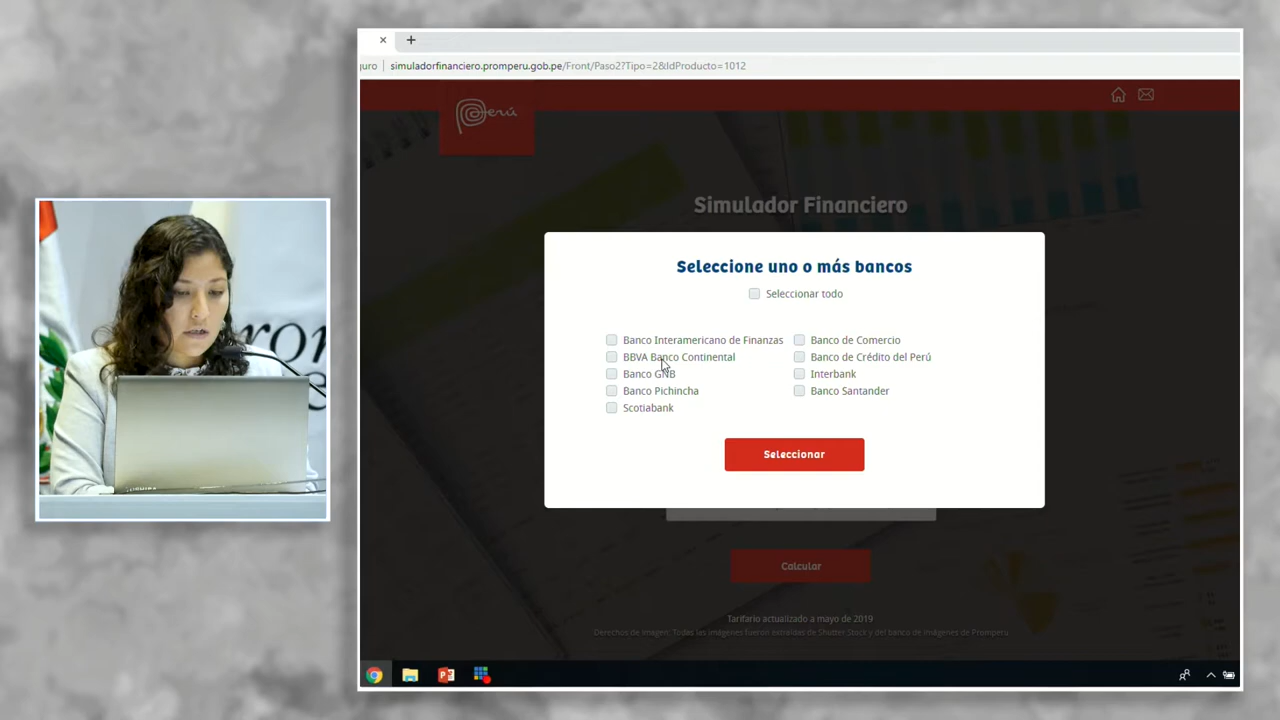 guro simuladorfinanciero.promperu.gob.pe/Front/Paso2?Tipo=2&IdProducto=1012
Perú
Simulador Financiero
Seleccione uno o más bancos
Seleccionar todo
Banco Interamericano de Finanzas
Banco de Comercio
BBVA Banco Continental
Banco de Crédito del Perú
Banco GNB
Interbank
Banco Pichincha
Banco Santander
Scotiabank
Seleccionar
Calcular
Tarifario actualizado a mayo de 2019
Derechos de Imagen: Todas las imágenes fueron extraídas de Shutter Stock y del banco de Imágenes de Promperu